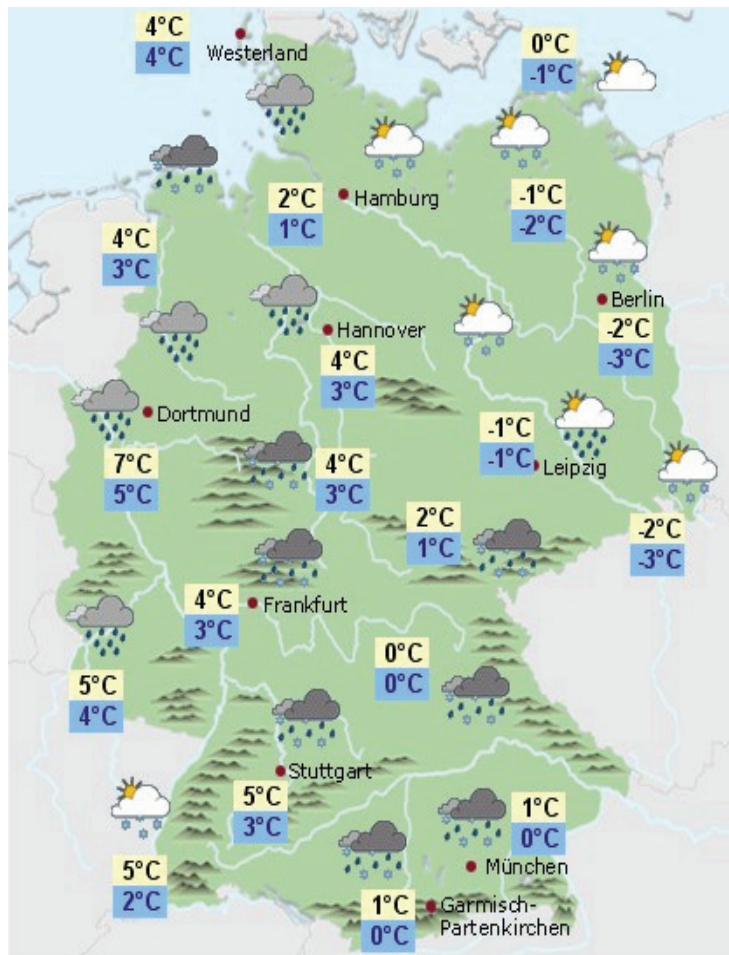 4°C
4°C
Westerland
0°C
-1°C
2°C
1°C
Hamburg
-1°C
-2°C
4°C
3°C
Berlin
-2°C
-3°C
Hannover
4°C
3°C
Dortmund
7°C
5°C
-1°C
-1°C
Leipzig
4°C
3°C
2°C
1°C
-2°C
-3°C
4°C
3°C
Frankfurt
0°C
0°C
5°C
4°C
Stuttgart
5°C
3°C
1°C
0°C
München
5°C
2°C
1°C
0°C
Garmisch-
Partenkirchen